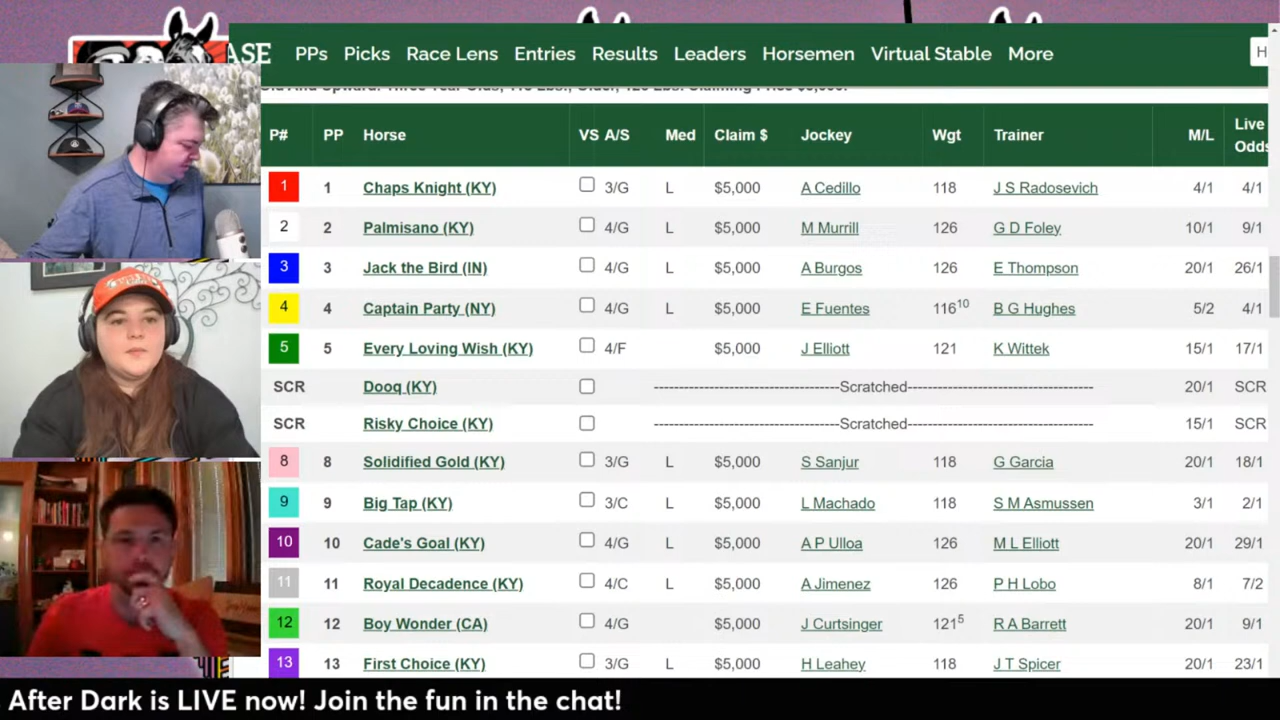 ASE PPs Picks Race Lens Entries Results Leaders Horsemen Virtual Stable More H
P# PP Horse VS A/S Med Claim $ Jockey Wgt Trainer M/L Live Odds
1 1 Chaps Knight (KY) 3/G L $5,000 A Cedillo 118 J S Radosevich 4/1 4/1
2 2 Palmisano (KY) 4/G L $5,000 M Murrill 126 G D Foley 10/1 9/1
3 3 Jack the Bird (IN) 4/G L $5,000 A Burgos 126 E Thompson 20/1 26/1
4 4 Captain Party (NY) 4/G L $5,000 E Fuentes 116¹⁰ B G Hughes 5/2 4/1
5 5 Every Loving Wish (KY) 4/F $5,000 J Elliott 121 K Wittek 15/1 17/1
SCR Dooq (KY) ----------------------------------------Scratched---------------------------------------- 20/1 SCR
SCR Risky Choice (KY) ----------------------------------------Scratched---------------------------------------- 15/1 SCR
8 8 Solidified Gold (KY) 3/G L $5,000 S Sanjur 118 G Garcia 20/1 18/1
9 9 Big Tap (KY) 3/C L $5,000 L Machado 118 S M Asmussen 3/1 2/1
10 10 Cade's Goal (KY) 4/G L $5,000 A P Ulloa 126 M L Elliott 20/1 29/1
11 11 Royal Decadence (KY) 4/C L $5,000 A Jimenez 126 P H Lobo 8/1 7/2
12 12 Boy Wonder (CA) 4/G $5,000 J Curtsinger 121⁵ R A Barrett 20/1 9/1
13 13 First Choice (KY) 3/G L $5,000 H Leahey 118 J T Spicer 20/1 23/1
After Dark is LIVE now! Join the fun in the chat!